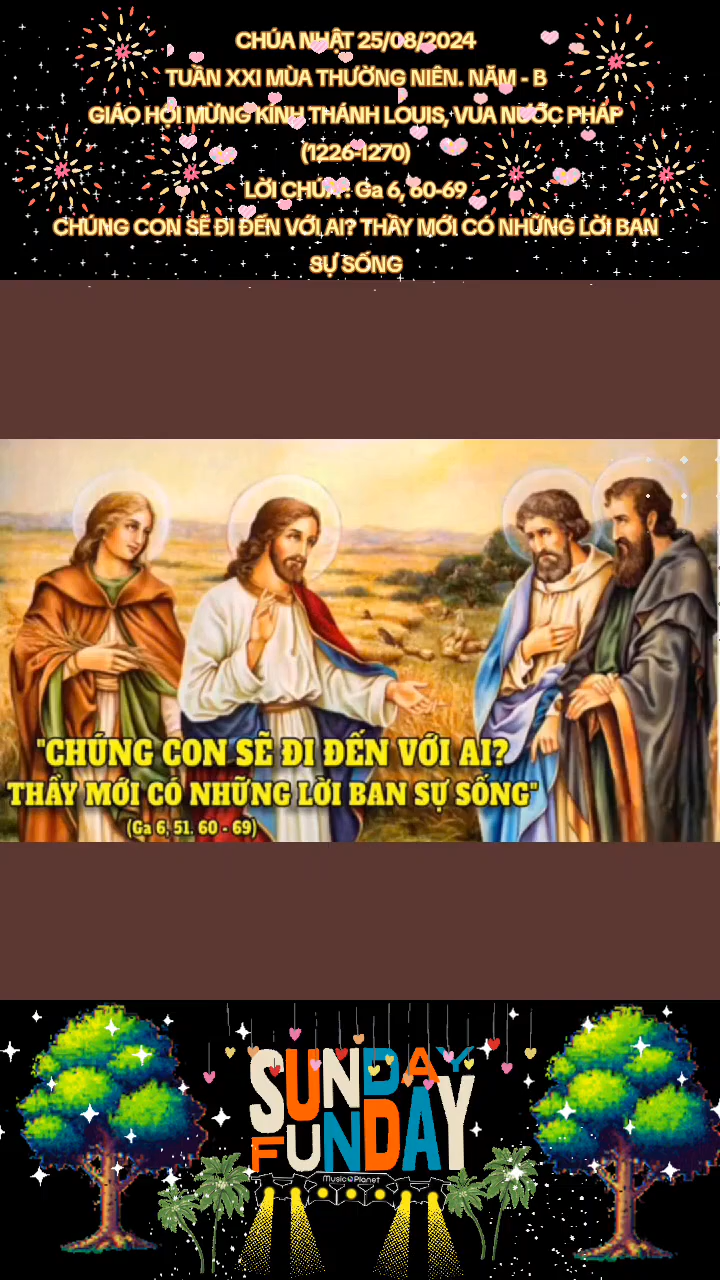 CHÚA NHẬT 25/08/2024
TUẦN XXI MÙA THƯỜNG NIÊN. NĂM - B
GIÁO HỘI MỪNG KÍNH THÁNH LOUIS, VUA NƯỚC PHÁP
(1226-1270)
LỜI CHÚA: Ga 6, 60-69
CHÚNG CON SẼ ĐI ĐẾN VỚI AI? THẦY MỚI CÓ NHỮNG LỜI BAN
SỰ SỐNG
"CHÚNG CON SẼ ĐI ĐẾN VỚI AI?
THẦY MỚI CÓ NHỮNG LỜI BAN SỰ SỐNG"
(Ga 6, 51. 60 - 69)
SUNDAY
FUNDAY
Music Planet